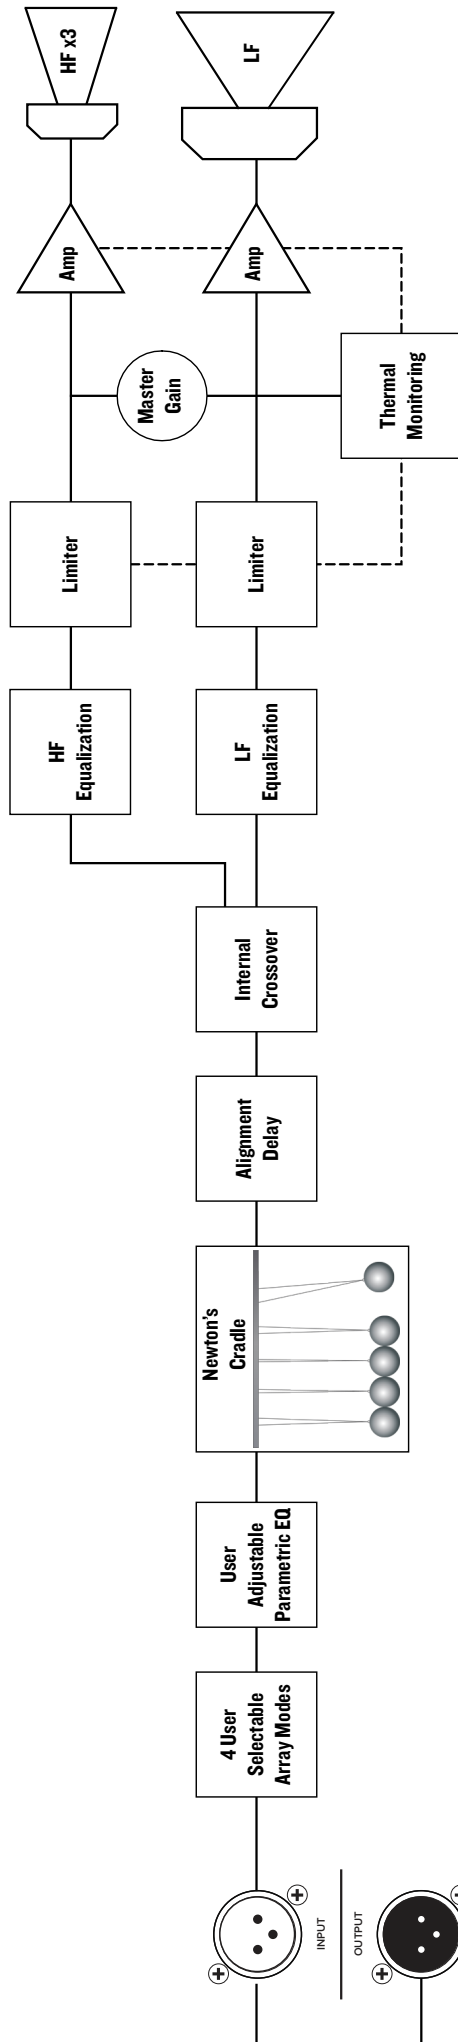 INPUT
OUTPUT
4 User
Selectable
Array Modes
User
Adjustable
Parametric EQ
Newton's
Cradle
Alignment
Delay
Internal
Crossover
HF
Equalization
LF
Equalization
Limiter
Limiter
Master
Gain
Thermal
Monitoring
Amp
Amp
HF x3
LF